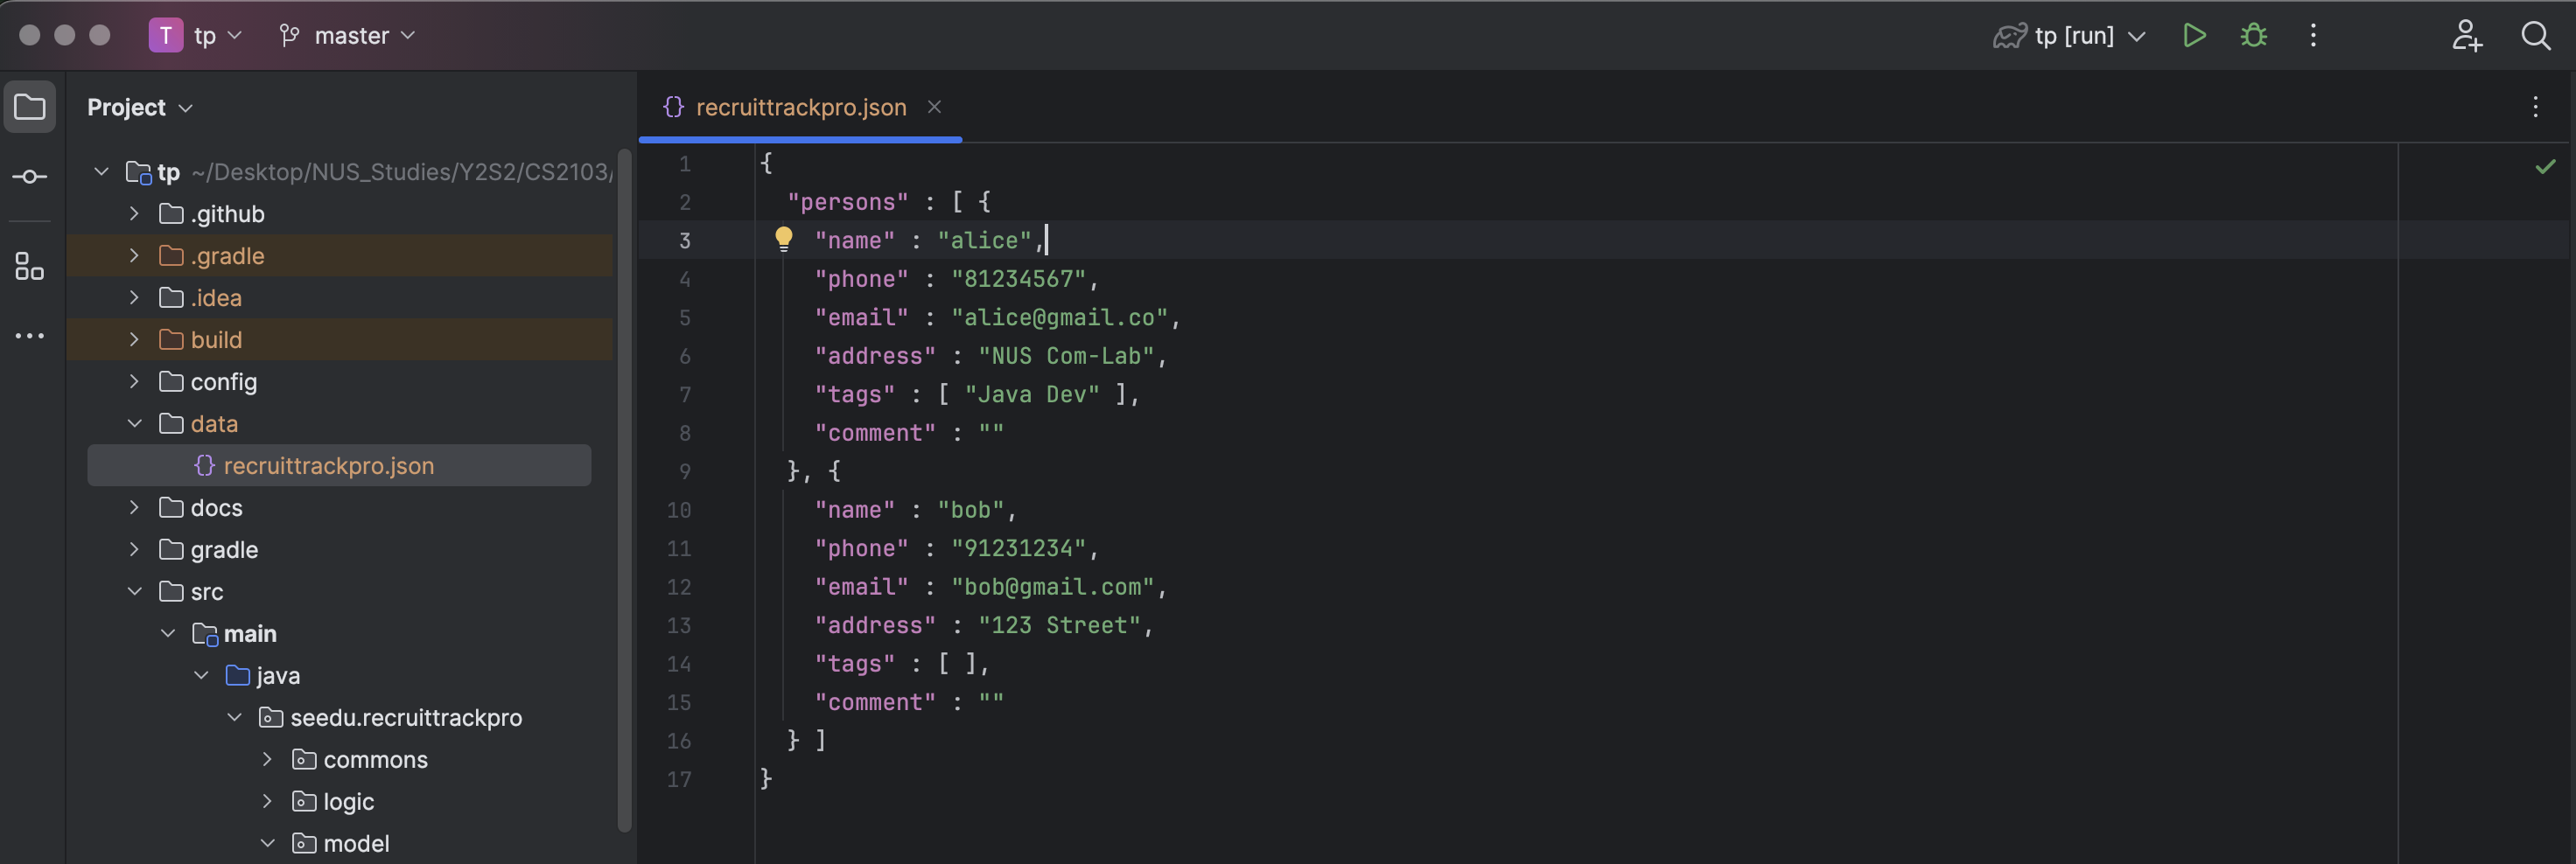 T tp master tp [run]
Project
recruittrackpro.json
tp ~/Desktop/NUS_Studies/Y2S2/CS2103/
.github
.gradle
.idea
build
config
data
recruittrackpro.json
docs
gradle
src
main
java
seedu.recruittrackpro
commons
logic
model
1 {
2 "persons" : [ {
3 "name" : "alice",
4 "phone" : "81234567",
5 "email" : "alice@gmail.co",
6 "address" : "NUS Com-Lab",
7 "tags" : [ "Java Dev" ],
8 "comment" : ""
9 }, {
10 "name" : "bob",
11 "phone" : "91231234",
12 "email" : "bob@gmail.com",
13 "address" : "123 Street",
14 "tags" : [ ],
15 "comment" : ""
16 } ]
17 }